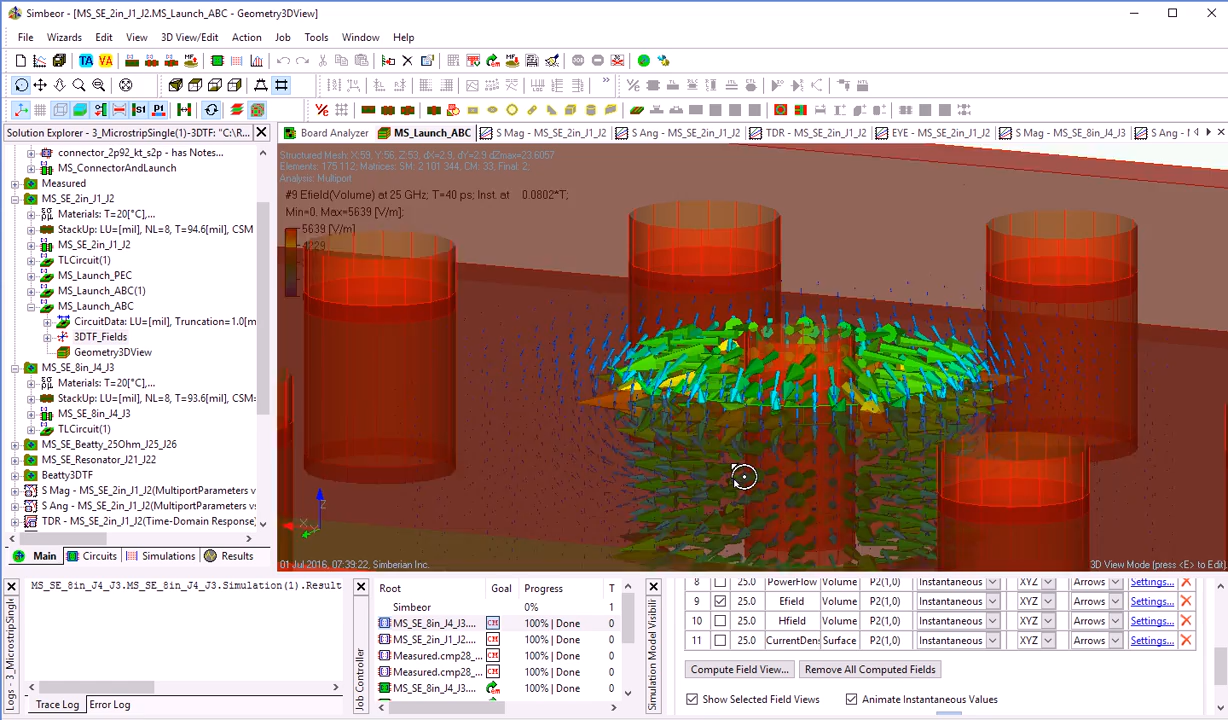 Simbeor - [MS_SE_2in_J1_J2.MS_Launch_ABC - Geometry3DView]
File Wizards Edit View 3D View/Edit Action Job Tools Window Help
Solution Explorer - 3_MicrostripSingle(1)-3DTF: "C:\R...
Board Analyzer MS_Launch_ABC S Mag - MS_SE_2in_J1_J2 S Ang - MS_SE_2in_J1_J2 TDR - MS_SE_2in_J1_J2 EYE - MS_SE_2in_J1_J2 S Mag - MS_SE_8in_J4_J3 S Ang - M
connector_2p92_kt_s2p - has Notes...
MS_ConnectorAndLaunch
Measured
MS_SE_2in_J1_J2
Materials: T=20[°C],...
StackUp: LU=[mil], NL=8, T=94.6[mil], CSM
MS_SE_2in_J1_J2
TLCircuit(1)
MS_Launch_PEC
MS_Launch_ABC(1)
MS_Launch_ABC
CircuitData: LU=[mil], Truncation=1.0[m
3DTF_Fields
Geometry3DView
MS_SE_8in_J4_J3
Materials: T=20[°C],...
StackUp: LU=[mil], NL=8, T=93.6[mil], CSM
MS_SE_8in_J4_J3
TLCircuit(1)
MS_SE_Beatty_25Ohm_J25_J26
MS_SE_Resonator_J21_J22
Beatty3DTF
S Mag - MS_SE_2in_J1_J2(MultiportParameters v
S Ang - MS_SE_2in_J1_J2(MultiportParameters v
TDR - MS_SE_2in_J1_J2(Time-Domain Response)
Main Circuits Simulations Results
Structured Mesh: X:59, Y:56, Z:53, dX=2.9, dY=2.9 dZmax=23.6057
Elements: 175 112, Matrices: SM: 2 101 344, CM: 33, Final: 2;
Analysis: Multiport
#9 Efield(Volume) at 25 GHz; T=40 ps; Inst. at 0.0802*T;
Min=0. Max=5639 [V/m];
5639 [V/m]
4229
Z
X
01 Jul 2016, 07:39:22, Simberian Inc.
3D View Mode (press <E> to Edit)
Logs - 3_MicrostripSingle
MS_SE_8in_J4_J3.MS_SE_8in_J4_J3.Simulation(1).Result
Trace Log Error Log
Job Controller
Root Goal Progress T
Simbeor 0% 1
MS_SE_8in_J4_J3.... CM 100% | Done 0
MS_SE_2in_J1_J2.... CM 100% | Done 0
Measured.cmp28_... CM 100% | Done 0
Measured.cmp28_... CM 100% | Done 0
MS_SE_8in_J4_J3.... 100% | Done 0
Simulation Model Visibili
8 25.0 PowerFlow Volume P2(1,0) Instantaneous XYZ Arrows Settings...
9 25.0 Efield Volume P2(1,0) Instantaneous XYZ Arrows Settings...
10 25.0 Hfield Volume P2(1,0) Instantaneous XYZ Arrows Settings...
11 25.0 CurrentDens Surface P2(1,0) Instantaneous XYZ Arrows Settings...
Compute Field View... Remove All Computed Fields
Show Selected Field Views Animate Instantaneous Values